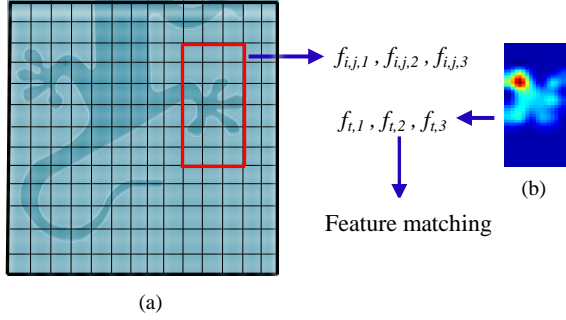 f_{i,j,1} , f_{i,j,2} , f_{i,j,3}
f_{t,1} , f_{t,2} , f_{t,3}
(b)
Feature matching
(a)